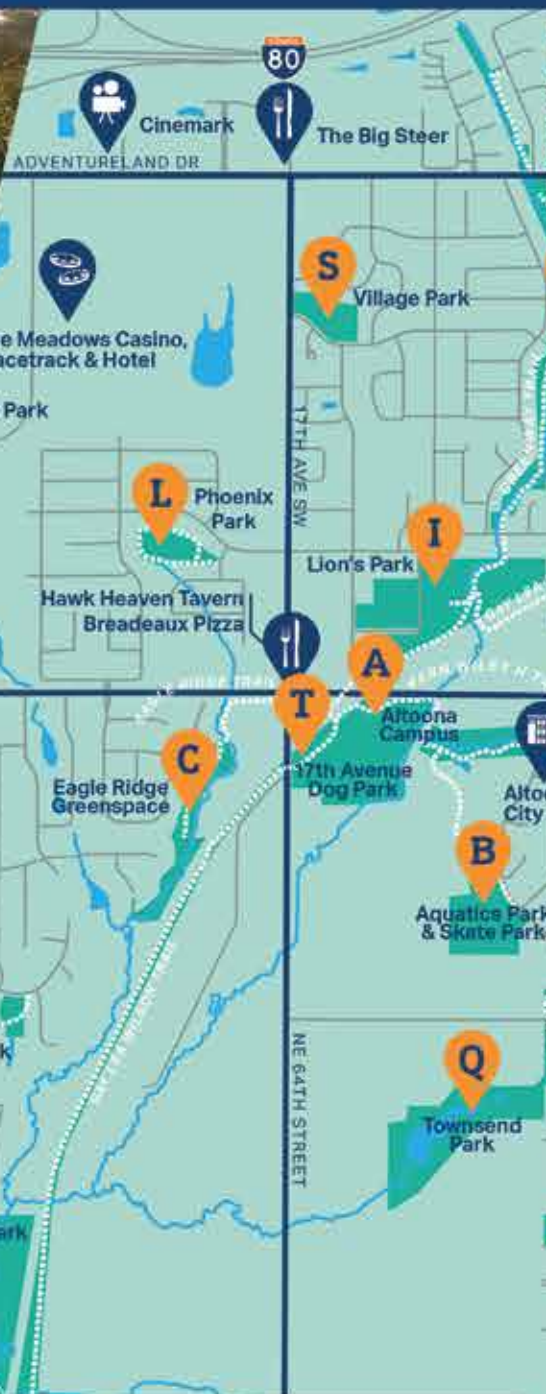 80
Cinemark
The Big Steer
ADVENTURELAND DR
S
Village Park
e Meadows Casino,
acetrack & Hotel
Park
17TH AVE SW
L
Phoenix
Park
I
Lion's Park
Hawk Heaven Tavern
Breadeaux Pizza
A
T
Altoona
Campus
C
17th Avenue
Dog Park
Eagle Ridge
Greenspace
Alto
City
B
Aquatics Park
& Skate Park
k
NE 64TH STREET
Q
Townsend
Park
ark